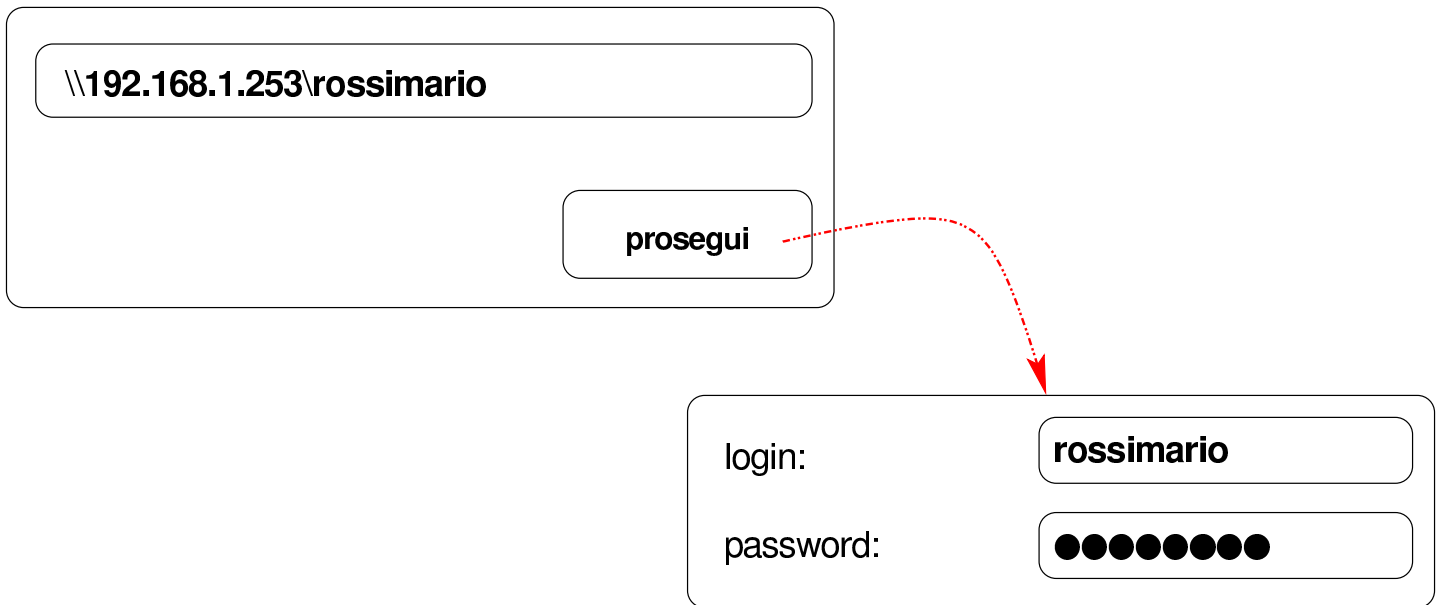 \\192.168.1.253\rossimario
prosegui
login: rossimario
password: ●●●●●●●●